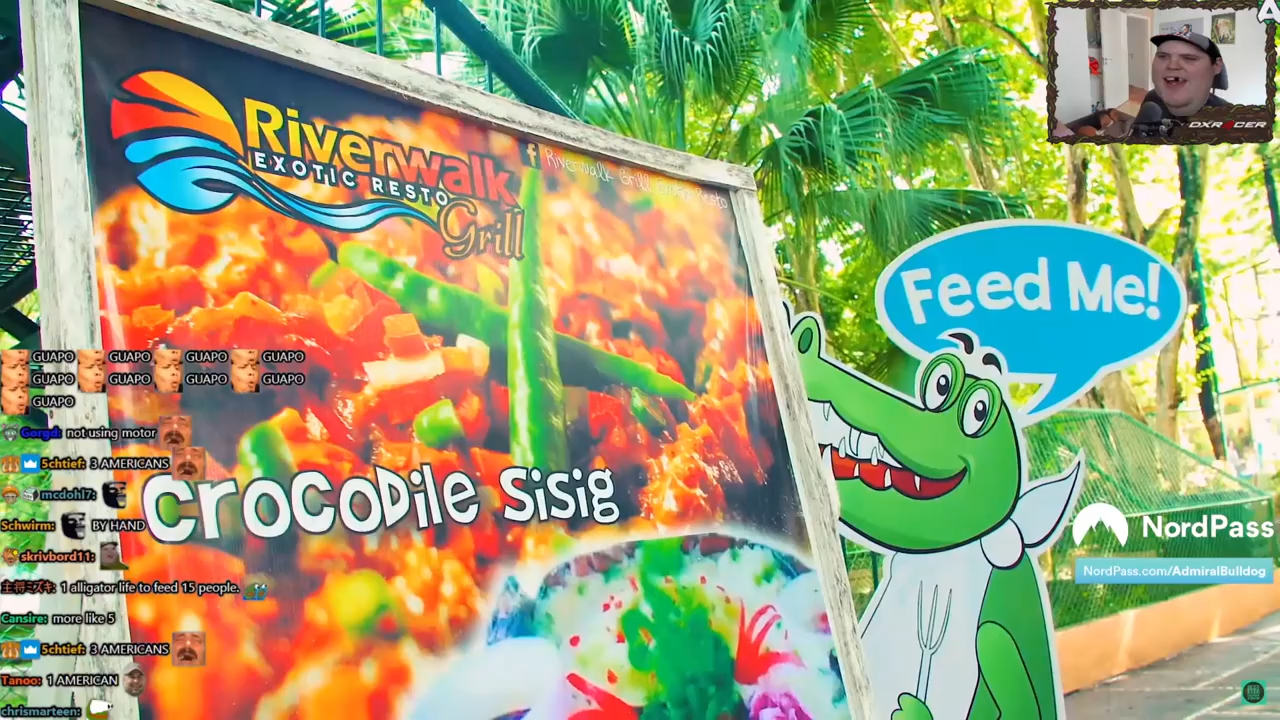 Riverwalk
EXOTIC RESTO
Grill
f Riverwalk Grill Exotic Resto
Feed Me!
Crocodile Sisig
DXRACER
NordPass
NordPass.com/AdmiralBulldog
GUAPO GUAPO GUAPO GUAPO
GUAPO GUAPO GUAPO GUAPO
GUAPO
Gorgd: not using motor
5chtief: 3 AMERICANS
mcdohl7:
Schwirm: BY HAND
skrivbord11:
主将ミズキ: 1 alligator life to feed 15 people.
Cansire: more like 5
5chtief: 3 AMERICANS
Tanoo: 1 AMERICAN
chrismarteen: